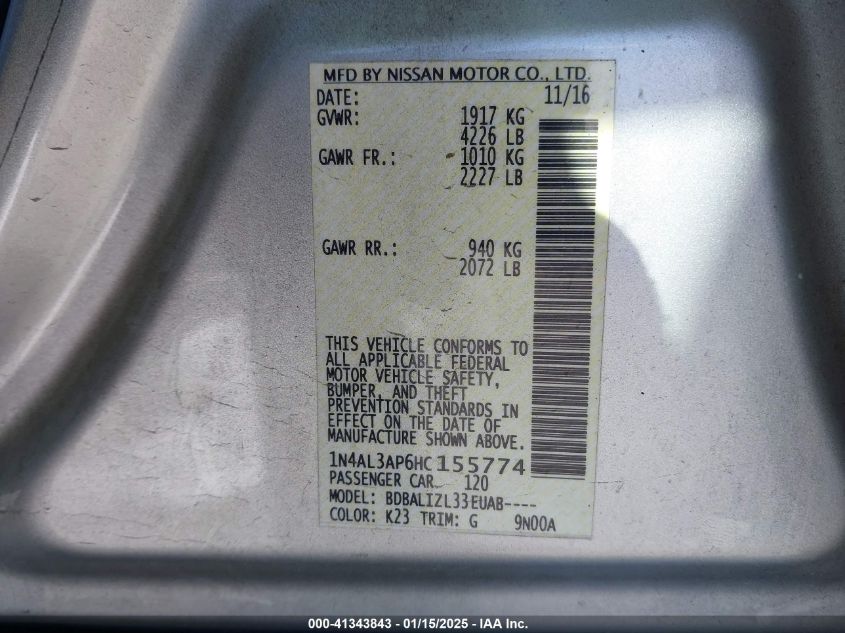 MFD BY NISSAN MOTOR CO., LTD.
DATE: 11/16
GVWR: 1917 KG
4226 LB
GAWR FR.: 1010 KG
2227 LB
GAWR RR.: 940 KG
2072 LB
THIS VEHICLE CONFORMS TO
ALL APPLICABLE FEDERAL
MOTOR VEHICLE SAFETY,
BUMPER, AND THEFT
PREVENTION STANDARDS IN
EFFECT ON THE DATE OF
MANUFACTURE SHOWN ABOVE.
1N4AL3AP6HC155774
PASSENGER CAR 120
MODEL: BDBALIZL33EUAB----
COLOR: K23 TRIM: G 9N00A
000-41343843 - 01/15/2025 - IAA Inc.